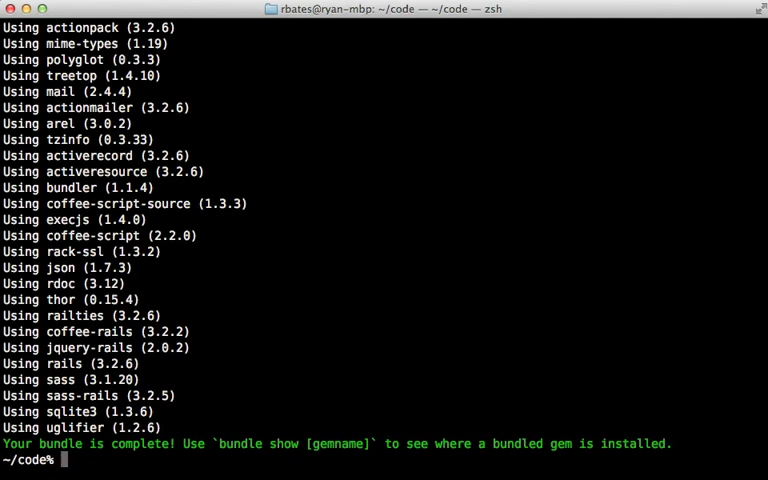 rbates@ryan-mbp: ~/code — ~/code — zsh
Using actionpack (3.2.6)
Using mime-types (1.19)
Using polyglot (0.3.3)
Using treetop (1.4.10)
Using mail (2.4.4)
Using actionmailer (3.2.6)
Using arel (3.0.2)
Using tzinfo (0.3.33)
Using activerecord (3.2.6)
Using activeresource (3.2.6)
Using bundler (1.1.4)
Using coffee-script-source (1.3.3)
Using execjs (1.4.0)
Using coffee-script (2.2.0)
Using rack-ssl (1.3.2)
Using json (1.7.3)
Using rdoc (3.12)
Using thor (0.15.4)
Using railties (3.2.6)
Using coffee-rails (3.2.2)
Using jquery-rails (2.0.2)
Using rails (3.2.6)
Using sass (3.1.20)
Using sass-rails (3.2.5)
Using sqlite3 (1.3.6)
Using uglifier (1.2.6)
Your bundle is complete! Use `bundle show [gemname]` to see where a bundled gem is installed.
~/code%